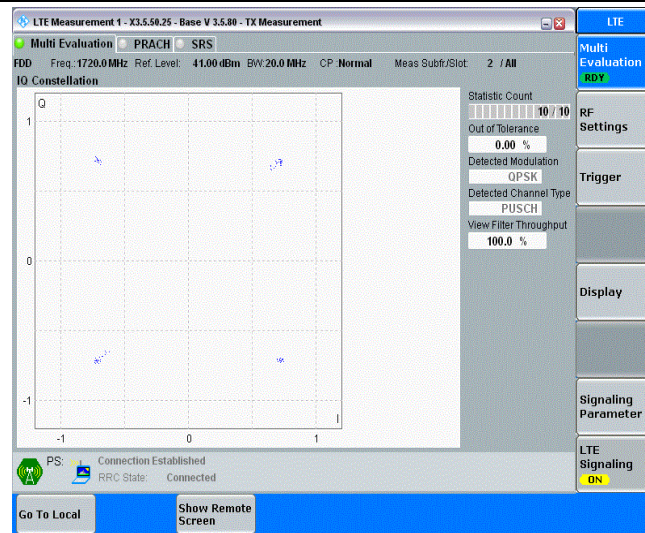 LTE Measurement 1 - X3.5.50.25 - Base V 3.5.80 - TX Measurement
LTE
Multi Evaluation PRACH SRS
FDD Freq.:1720.0 MHz Ref. Level: 41.00 dBm BW:20.0 MHz CP :Normal Meas Subfr/Slot: 2 / All
IQ Constellation
Q
1
0
-1
-1 0 1
I
Statistic Count
10 / 10
Out of Tolerance
0.00 %
Detected Modulation
QPSK
Detected Channel Type
PUSCH
View Filter Throughput
100.0 %
Multi
Evaluation
RDY
RF
Settings
Trigger
Display
Signaling
Parameter
LTE
Signaling
ON
PS: Connection Established
RRC State: Connected
Go To Local
Show Remote
Screen